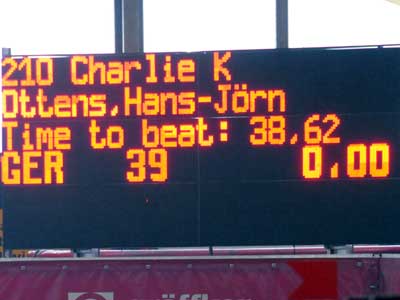 210 Charlie K
Ottens,Hans-Jörn
Time to beat: 38,62
GER 39 0.00